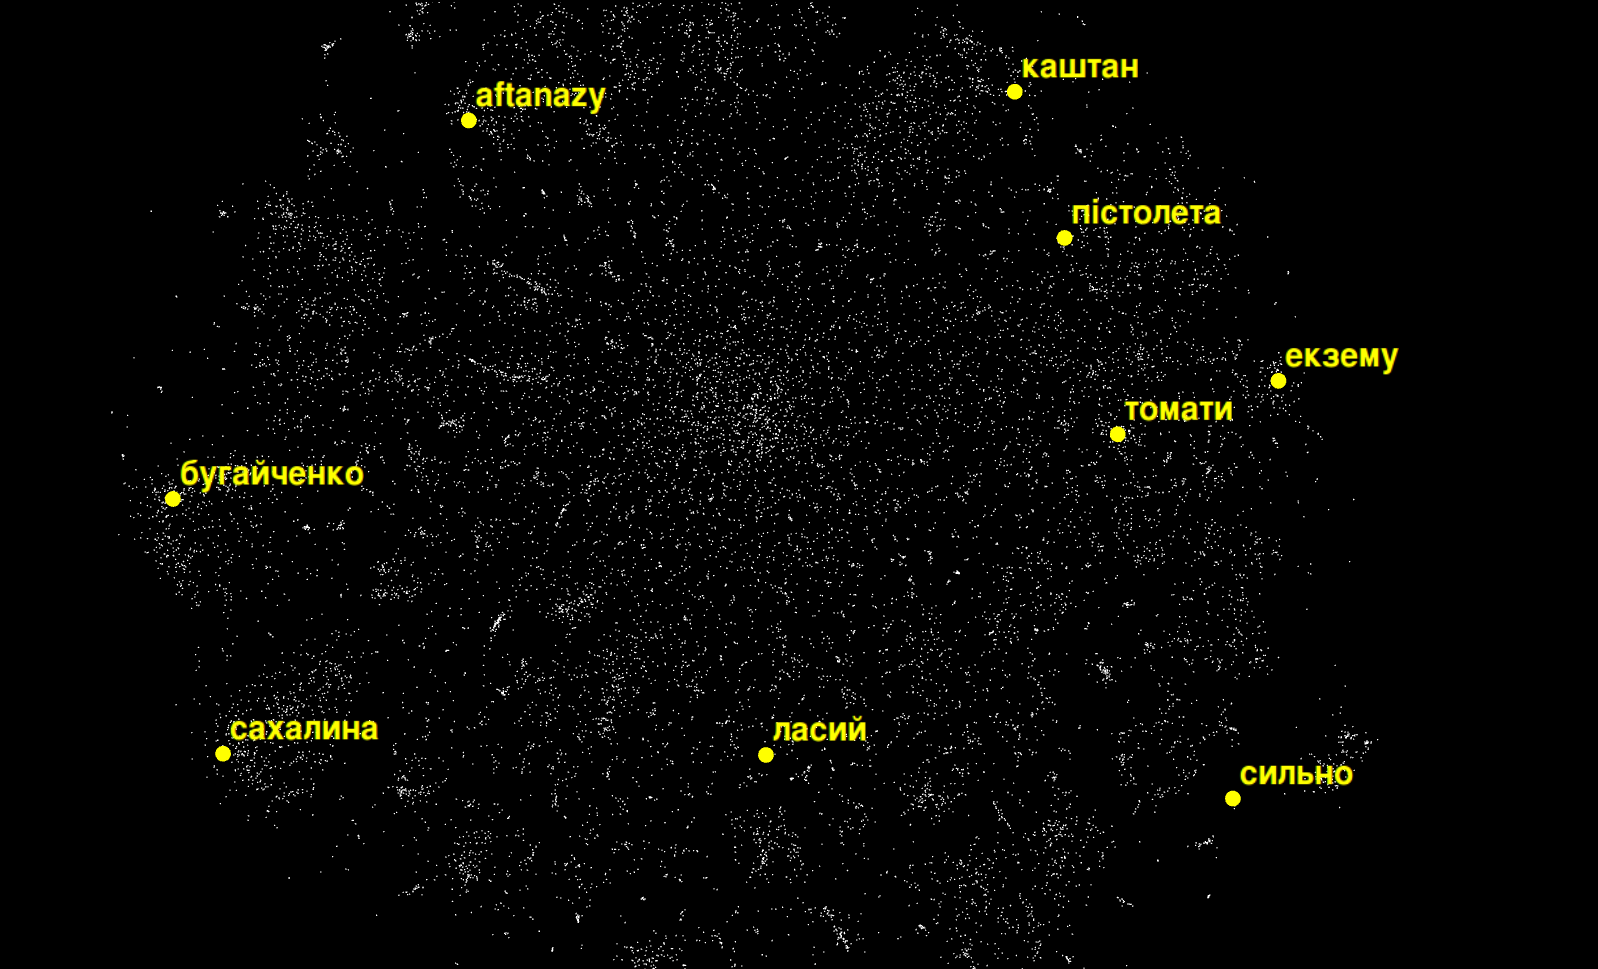 каштан
aftanazy
пістолета
екзему
томати
бугайченко
сахалина
ласий
сильно